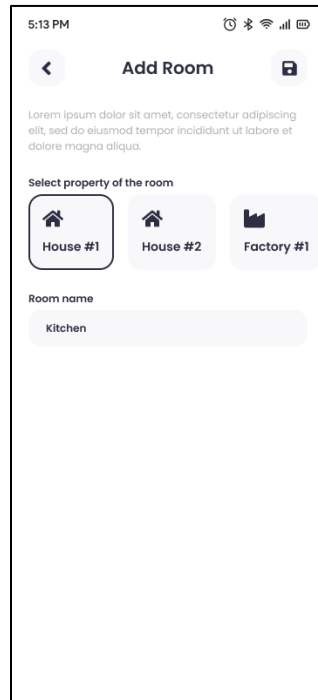 5:13 PM
Add Room
Lorem ipsum dolor sit amet, consectetur adipiscing
elit, sed do eiusmod tempor incididunt ut labore et
dolore magna aliqua.
Select property of the room
House #1 House #2 Factory #1
Room name
Kitchen